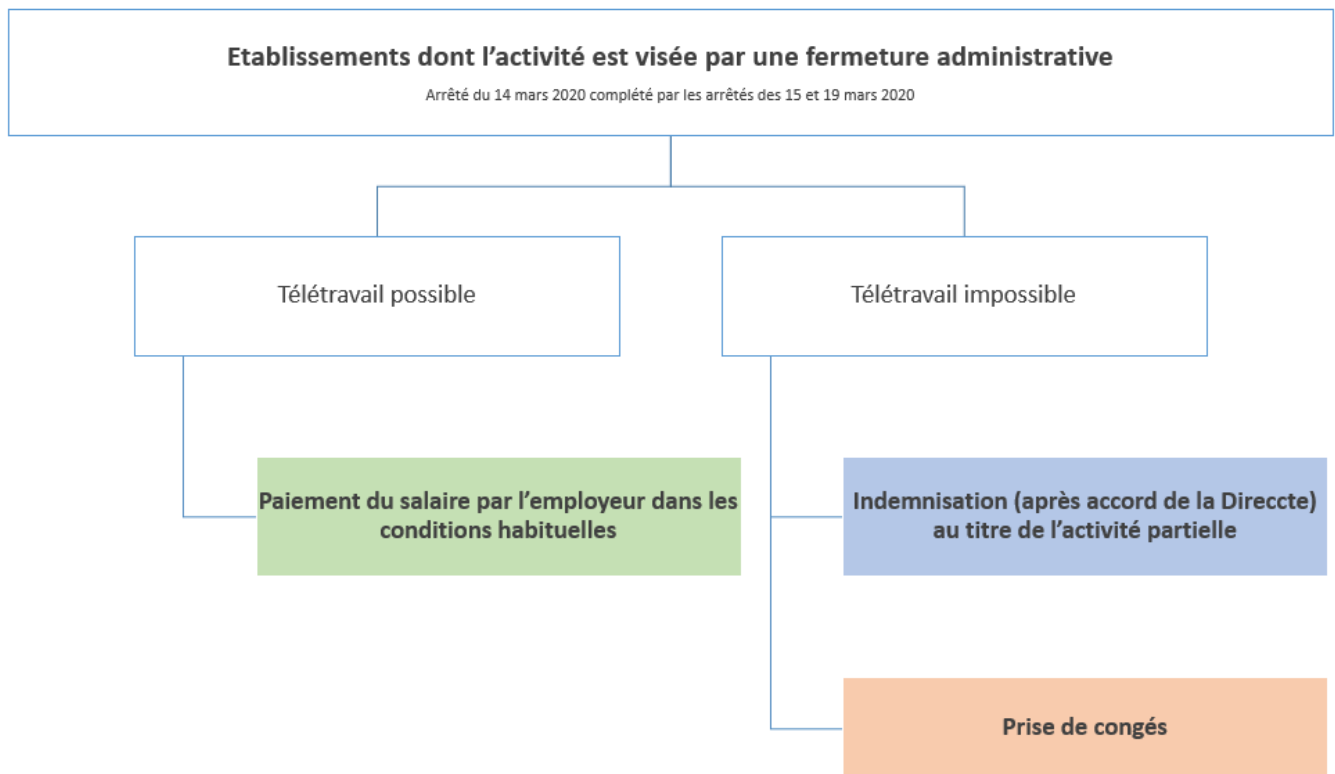 Etablissements dont l’activité est visée par une fermeture administrative
Arrêté du 14 mars 2020 complété par les arrêtés des 15 et 19 mars 2020
Télétravail possible
Télétravail impossible
Paiement du salaire par l’employeur dans les
conditions habituelles
Indemnisation (après accord de la Direccte)
au titre de l’activité partielle
Prise de congés